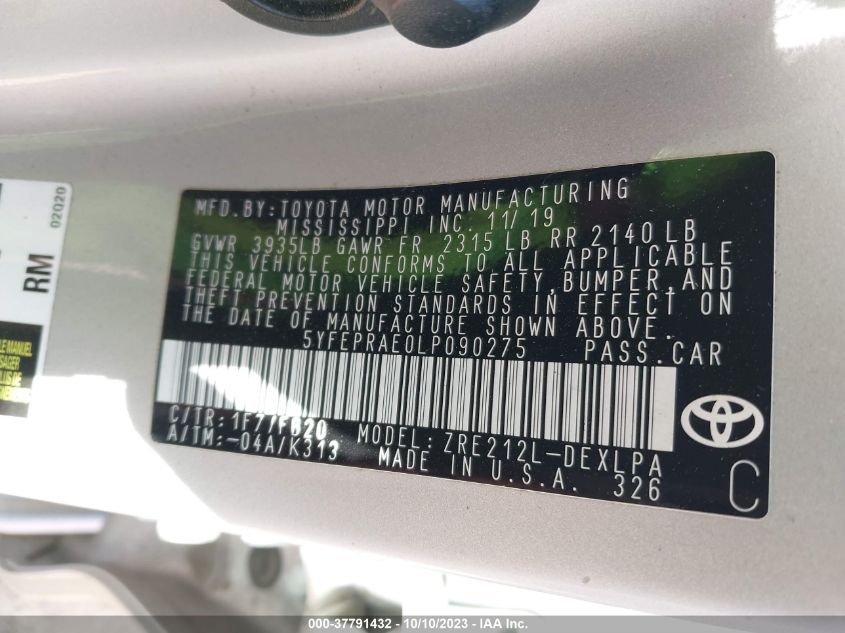 02020
RM
LE MANUEL
MFD.BY:TOYOTA MOTOR MANUFACTURING
MISSISSIPPI INC. 11/19
GVWR 3935LB GAWR FR 2315 LB RR 2140 LB
THIS VEHICLE CONFORMS TO ALL APPLICABLE
FEDERAL MOTOR VEHICLE SAFETY,BUMPER,AND
THEFT PREVENTION STANDARDS IN EFFECT ON
THE DATE OF MANUFACTURE SHOWN ABOVE.
5YFEPRAE0LP090275 PASS.CAR
C/TR: 1F7/FB20 MODEL: ZRE212L-DEXLPA
A/TM:-04A/K313 MADE IN U.S.A. 326
C
000-37791432 - 10/10/2023 - IAA Inc.